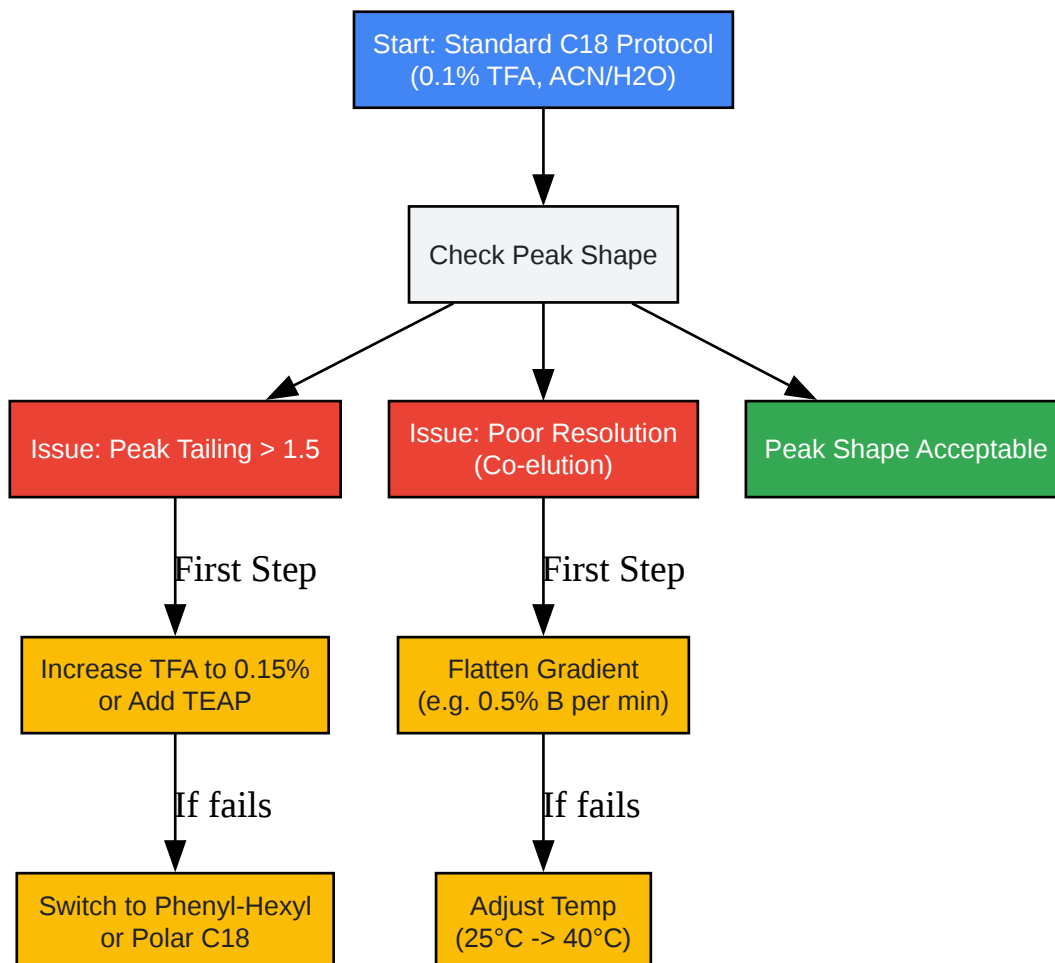 Start: Standard C18 Protocol
(0.1% TFA, ACN/H2O)
Check Peak Shape
Issue: Peak Tailing > 1.5
Issue: Poor Resolution
(Co-elution)
Peak Shape Acceptable
First Step
First Step
Increase TFA to 0.15%
or Add TEAP
Flatten Gradient
(e.g. 0.5% B per min)
If fails
If fails
Switch to Phenyl-Hexyl
or Polar C18
Adjust Temp
(25°C -> 40°C)